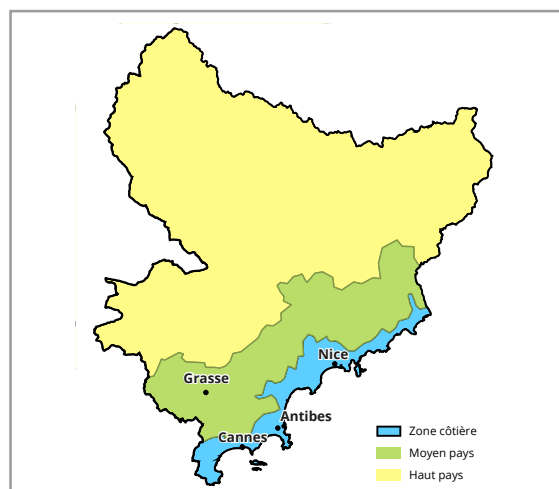 Nice
Grasse
Antibes
Cannes
Zone côtière
Moyen pays
Haut pays